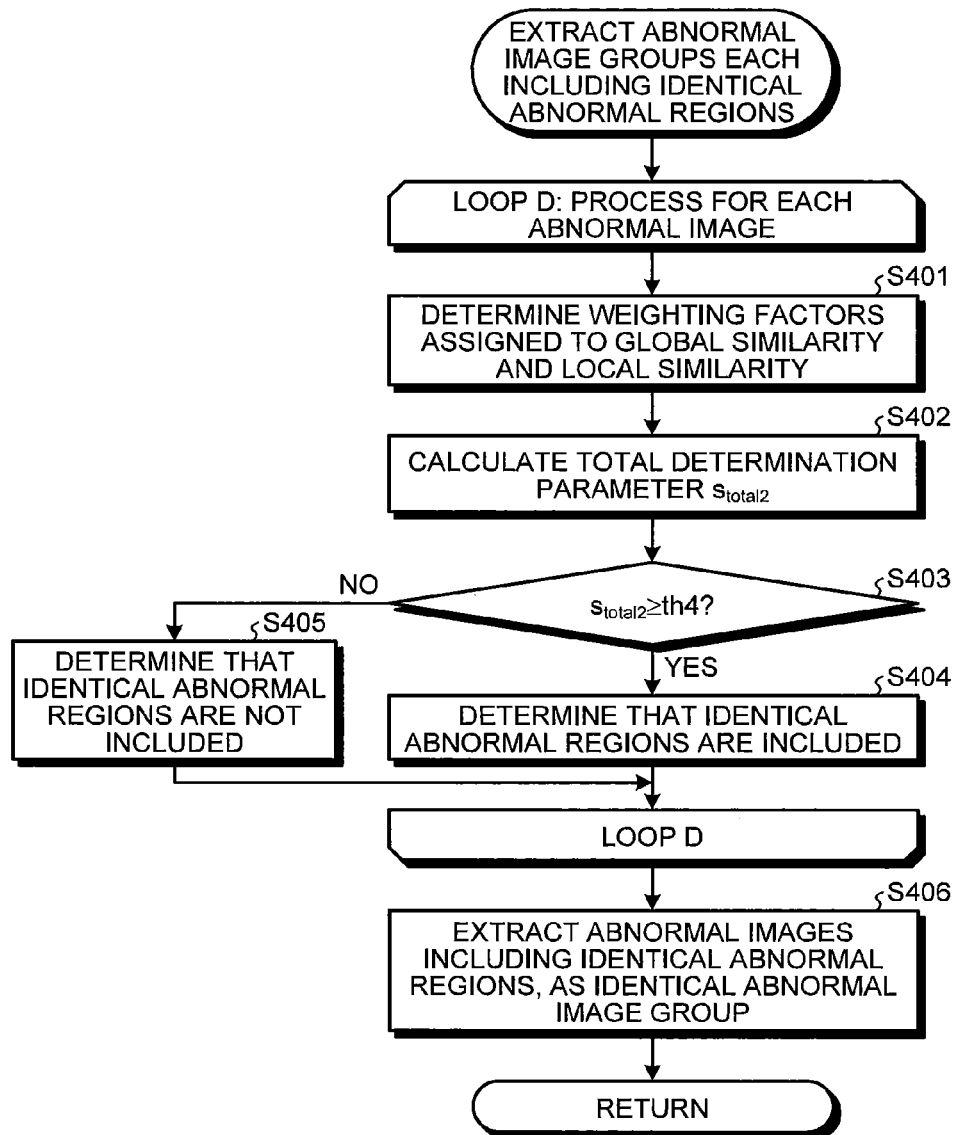 EXTRACT ABNORMAL
IMAGE GROUPS EACH
INCLUDING IDENTICAL
ABNORMAL REGIONS
LOOP D: PROCESS FOR EACH
ABNORMAL IMAGE
S401
DETERMINE WEIGHTING FACTORS
ASSIGNED TO GLOBAL SIMILARITY
AND LOCAL SIMILARITY
S402
CALCULATE TOTAL DETERMINATION
PARAMETER stotal2
S403
stotal2≥th4?
NO
YES
S405
DETERMINE THAT
IDENTICAL ABNORMAL
REGIONS ARE NOT
INCLUDED
S404
DETERMINE THAT IDENTICAL
ABNORMAL REGIONS ARE INCLUDED
LOOP D
S406
EXTRACT ABNORMAL IMAGES
INCLUDING IDENTICAL ABNORMAL
REGIONS, AS IDENTICAL ABNORMAL
IMAGE GROUP
RETURN